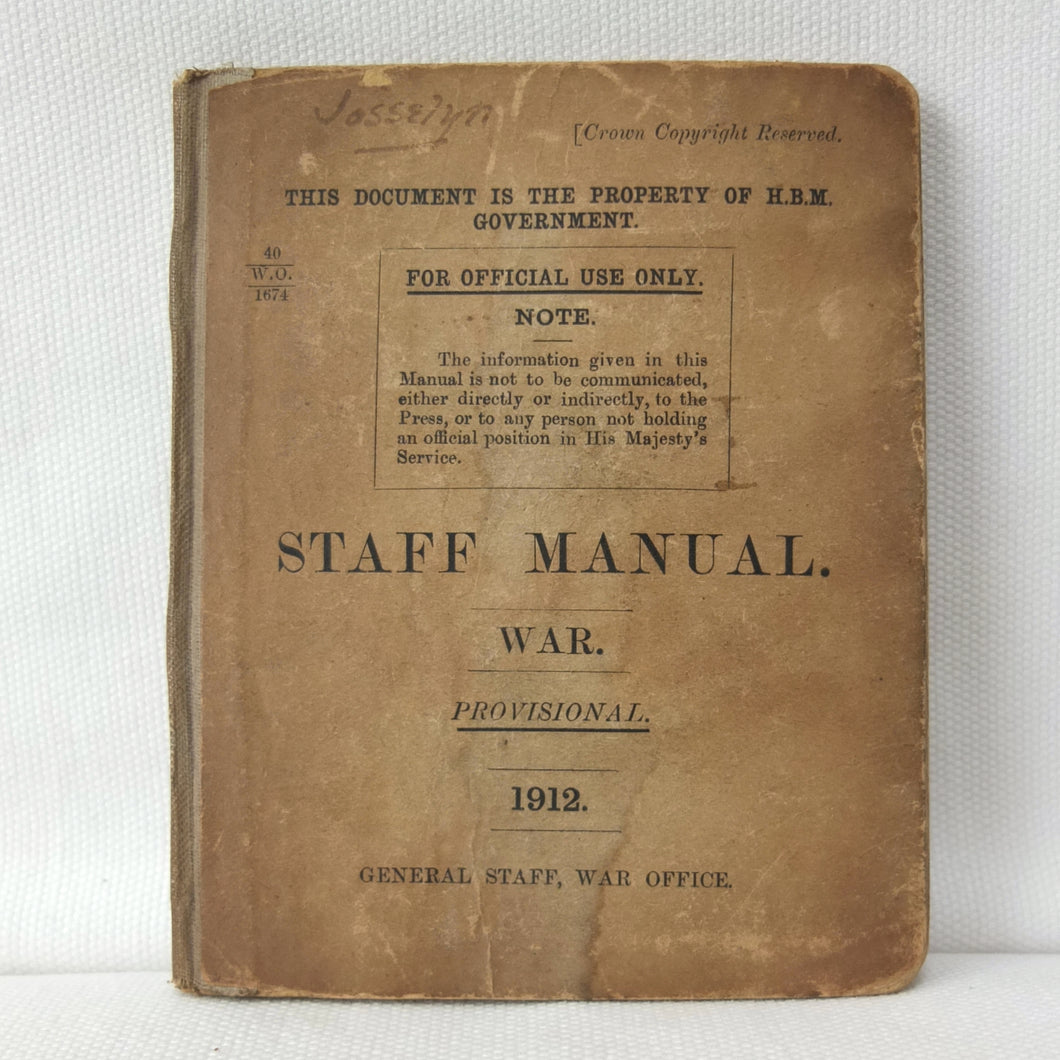 Josselyn
[Crown Copyright Reserved.
THIS DOCUMENT IS THE PROPERTY OF H.B.M.
GOVERNMENT.
40
W.O.
1674
FOR OFFICIAL USE ONLY.
NOTE.
The information given in this
Manual is not to be communicated,
either directly or indirectly, to the
Press, or to any person not holding
an official position in His Majesty's
Service.
STAFF MANUAL.
WAR.
PROVISIONAL.
1912.
GENERAL STAFF, WAR OFFICE.